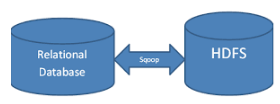 Relational
Database
Sqoop
HDFS